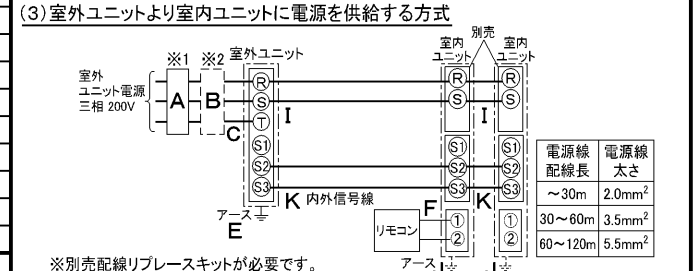 (3)室外ユニットより室内ユニットに電源を供給する方式
※1 ※2 室外ユニット
室内ユニット
別売
室内ユニット
室外
ユニット電源
三相 200V
A
B
C
R
S
T
S1
S2
S3
I
R
S
S1
S2
S3
I
R
S
S1
S2
S3
K 内外信号線
K
アース
E
リモコン
F
①
②
①
②
アース
電源線配線長 電源線太さ
~30m 2.0mm²
30~60m 3.5mm²
60~120m 5.5mm²
※別売配線リプレースキットが必要です。